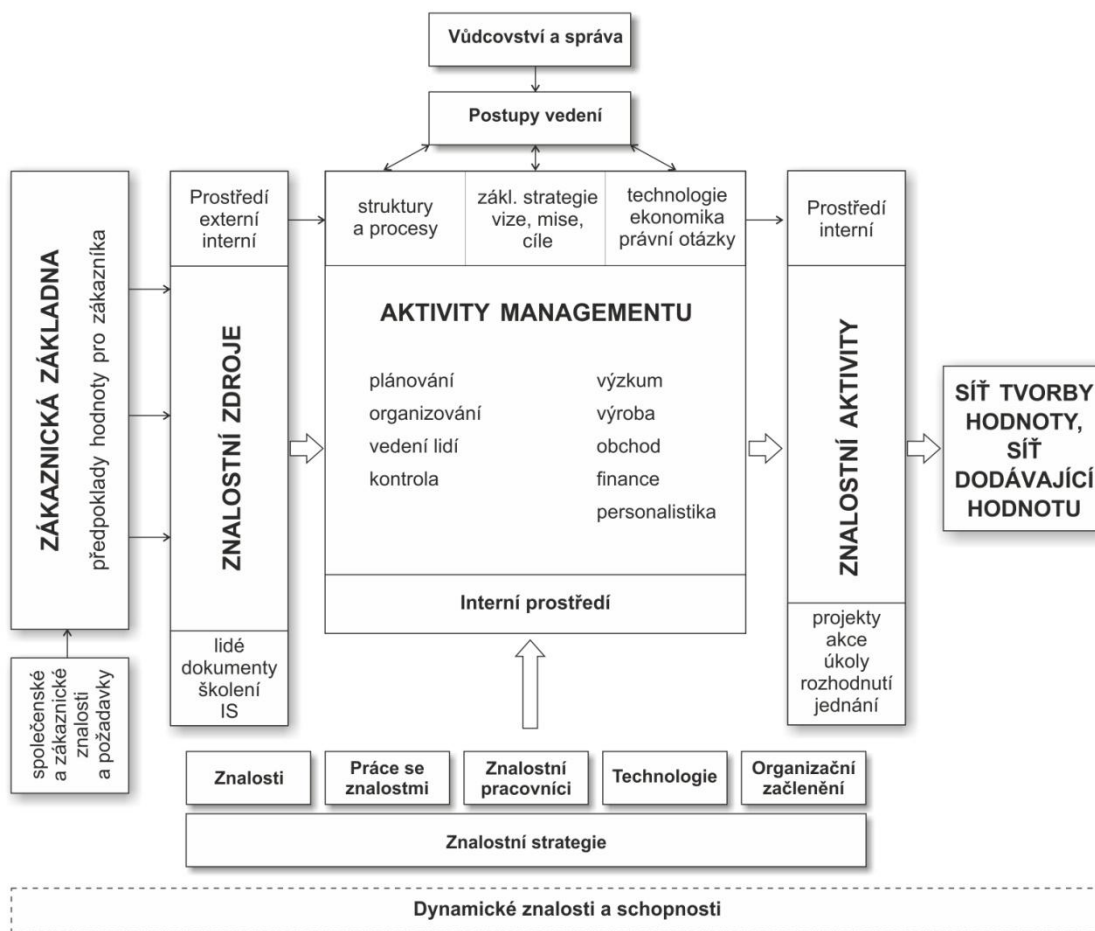 Vůdcovství a správa
Postupy vedení
ZÁKAZNICKÁ ZÁKLADNA
předpoklady hodnoty pro zákazníka
společenské
a zákaznické
znalosti
a požadavky
Prostředí
externí
interní
ZNALOSTNÍ ZDROJE
lidé
dokumenty
školení
IS
struktury
a procesy
zákl. strategie
vize, mise,
cíle
technologie
ekonomika
právní otázky
AKTIVITY MANAGEMENTU
plánování
organizování
vedení lidí
kontrola
výzkum
výroba
obchod
finance
personalistika
Interní prostředí
Prostředí
interní
ZNALOSTNÍ AKTIVITY
projekty
akce
úkoly
rozhodnutí
jednání
SÍŤ TVORBY
HODNOTY,
SÍŤ
DODÁVAJÍCÍ
HODNOTU
Znalosti
Práce se
znalostmi
Znalostní
pracovníci
Technologie
Organizační
začlenění
Znalostní strategie
Dynamické znalosti a schopnosti